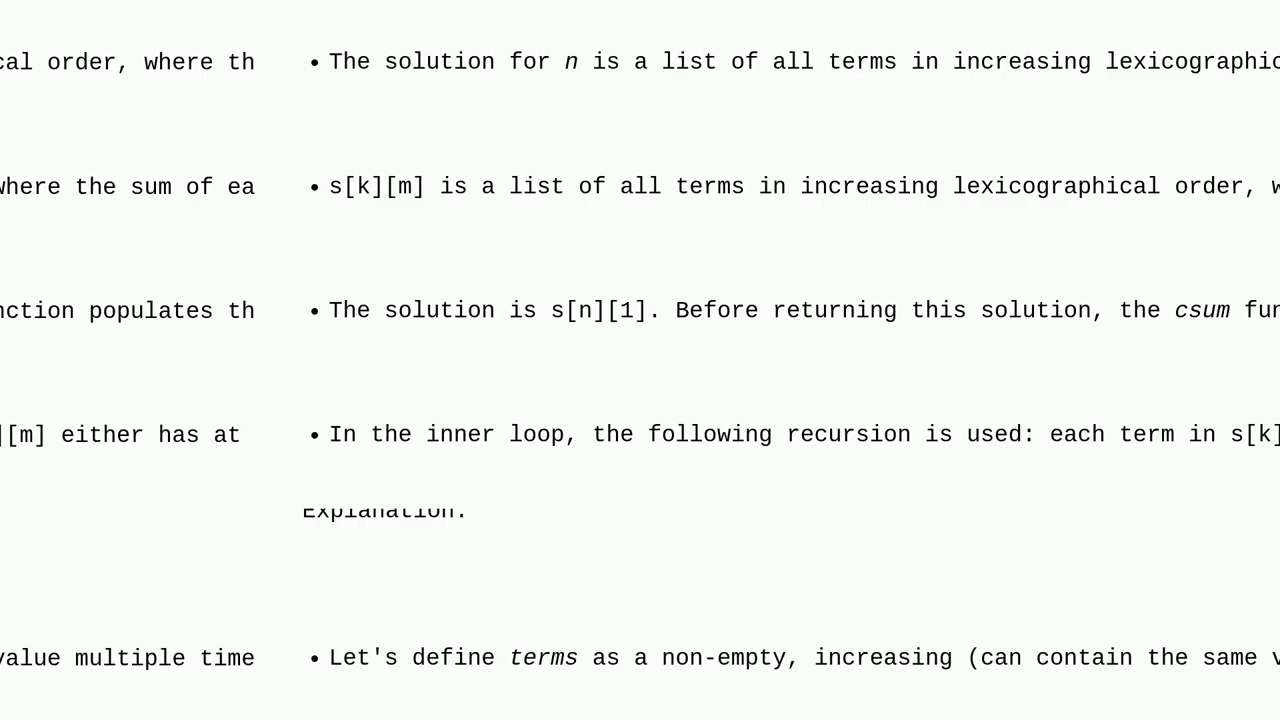 cal order, where th • The solution for n is a list of all terms in increasing lexicographic
where the sum of ea • s[k][m] is a list of all terms in increasing lexicographical order, w
nction populates th • The solution is s[n][1]. Before returning this solution, the csum fun
][m] either has at • In the inner loop, the following recursion is used: each term in s[k]
Explanation.
value multiple time • Let's define terms as a non-empty, increasing (can contain the same v